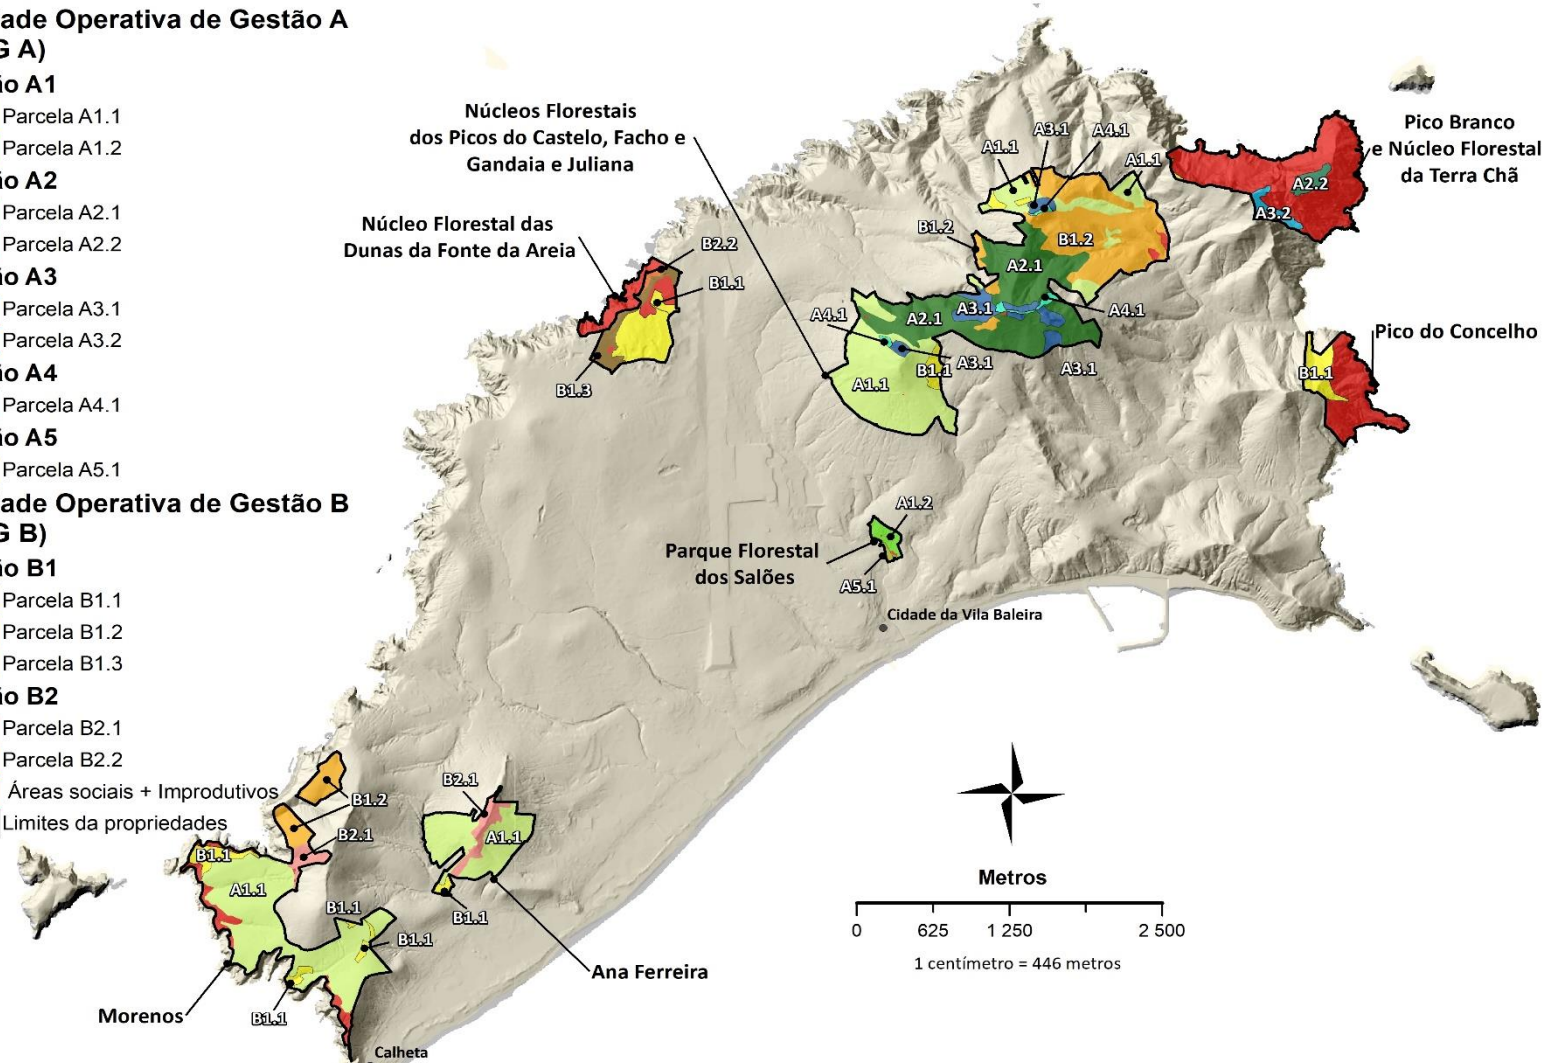 ade Operativa de Gestão A
G A)
ão A1
Parcela A1.1
Parcela A1.2
ão A2
Parcela A2.1
Parcela A2.2
ão A3
Parcela A3.1
Parcela A3.2
ão A4
Parcela A4.1
ão A5
Parcela A5.1
ade Operativa de Gestão B
G B)
ão B1
Parcela B1.1
Parcela B1.2
Parcela B1.3
ão B2
Parcela B2.1
Parcela B2.2
Áreas sociais + Improdutivos
Limites da propriedades
Núcleos Florestais
dos Picos do Castelo, Facho e
Gandaia e Juliana
Núcleo Florestal das
Dunas da Fonte da Areia
B2.2
B1.1
B1.3
A3.1
A4.1
A1.1
A1.1
B1.2
B1.2
A2.1
A4.1
A2.1
A3.1
A4.1
B1.1
A3.1
A3.1
A1.1
Pico Branco
e Núcleo Florestal
da Terra Chã
A2.2
A3.2
Pico do Concelho
B1.1
A1.2
Parque Florestal
dos Salões
A5.1
Cidade da Vila Baleira
B1.2
B2.1
B1.1
A1.1
B1.1
B1.1
B1.1
Morenos
Calheta
B2.1
A1.1
B1.1
Ana Ferreira
Metros
0 625 1 250 2 500
1 centímetro = 446 metros